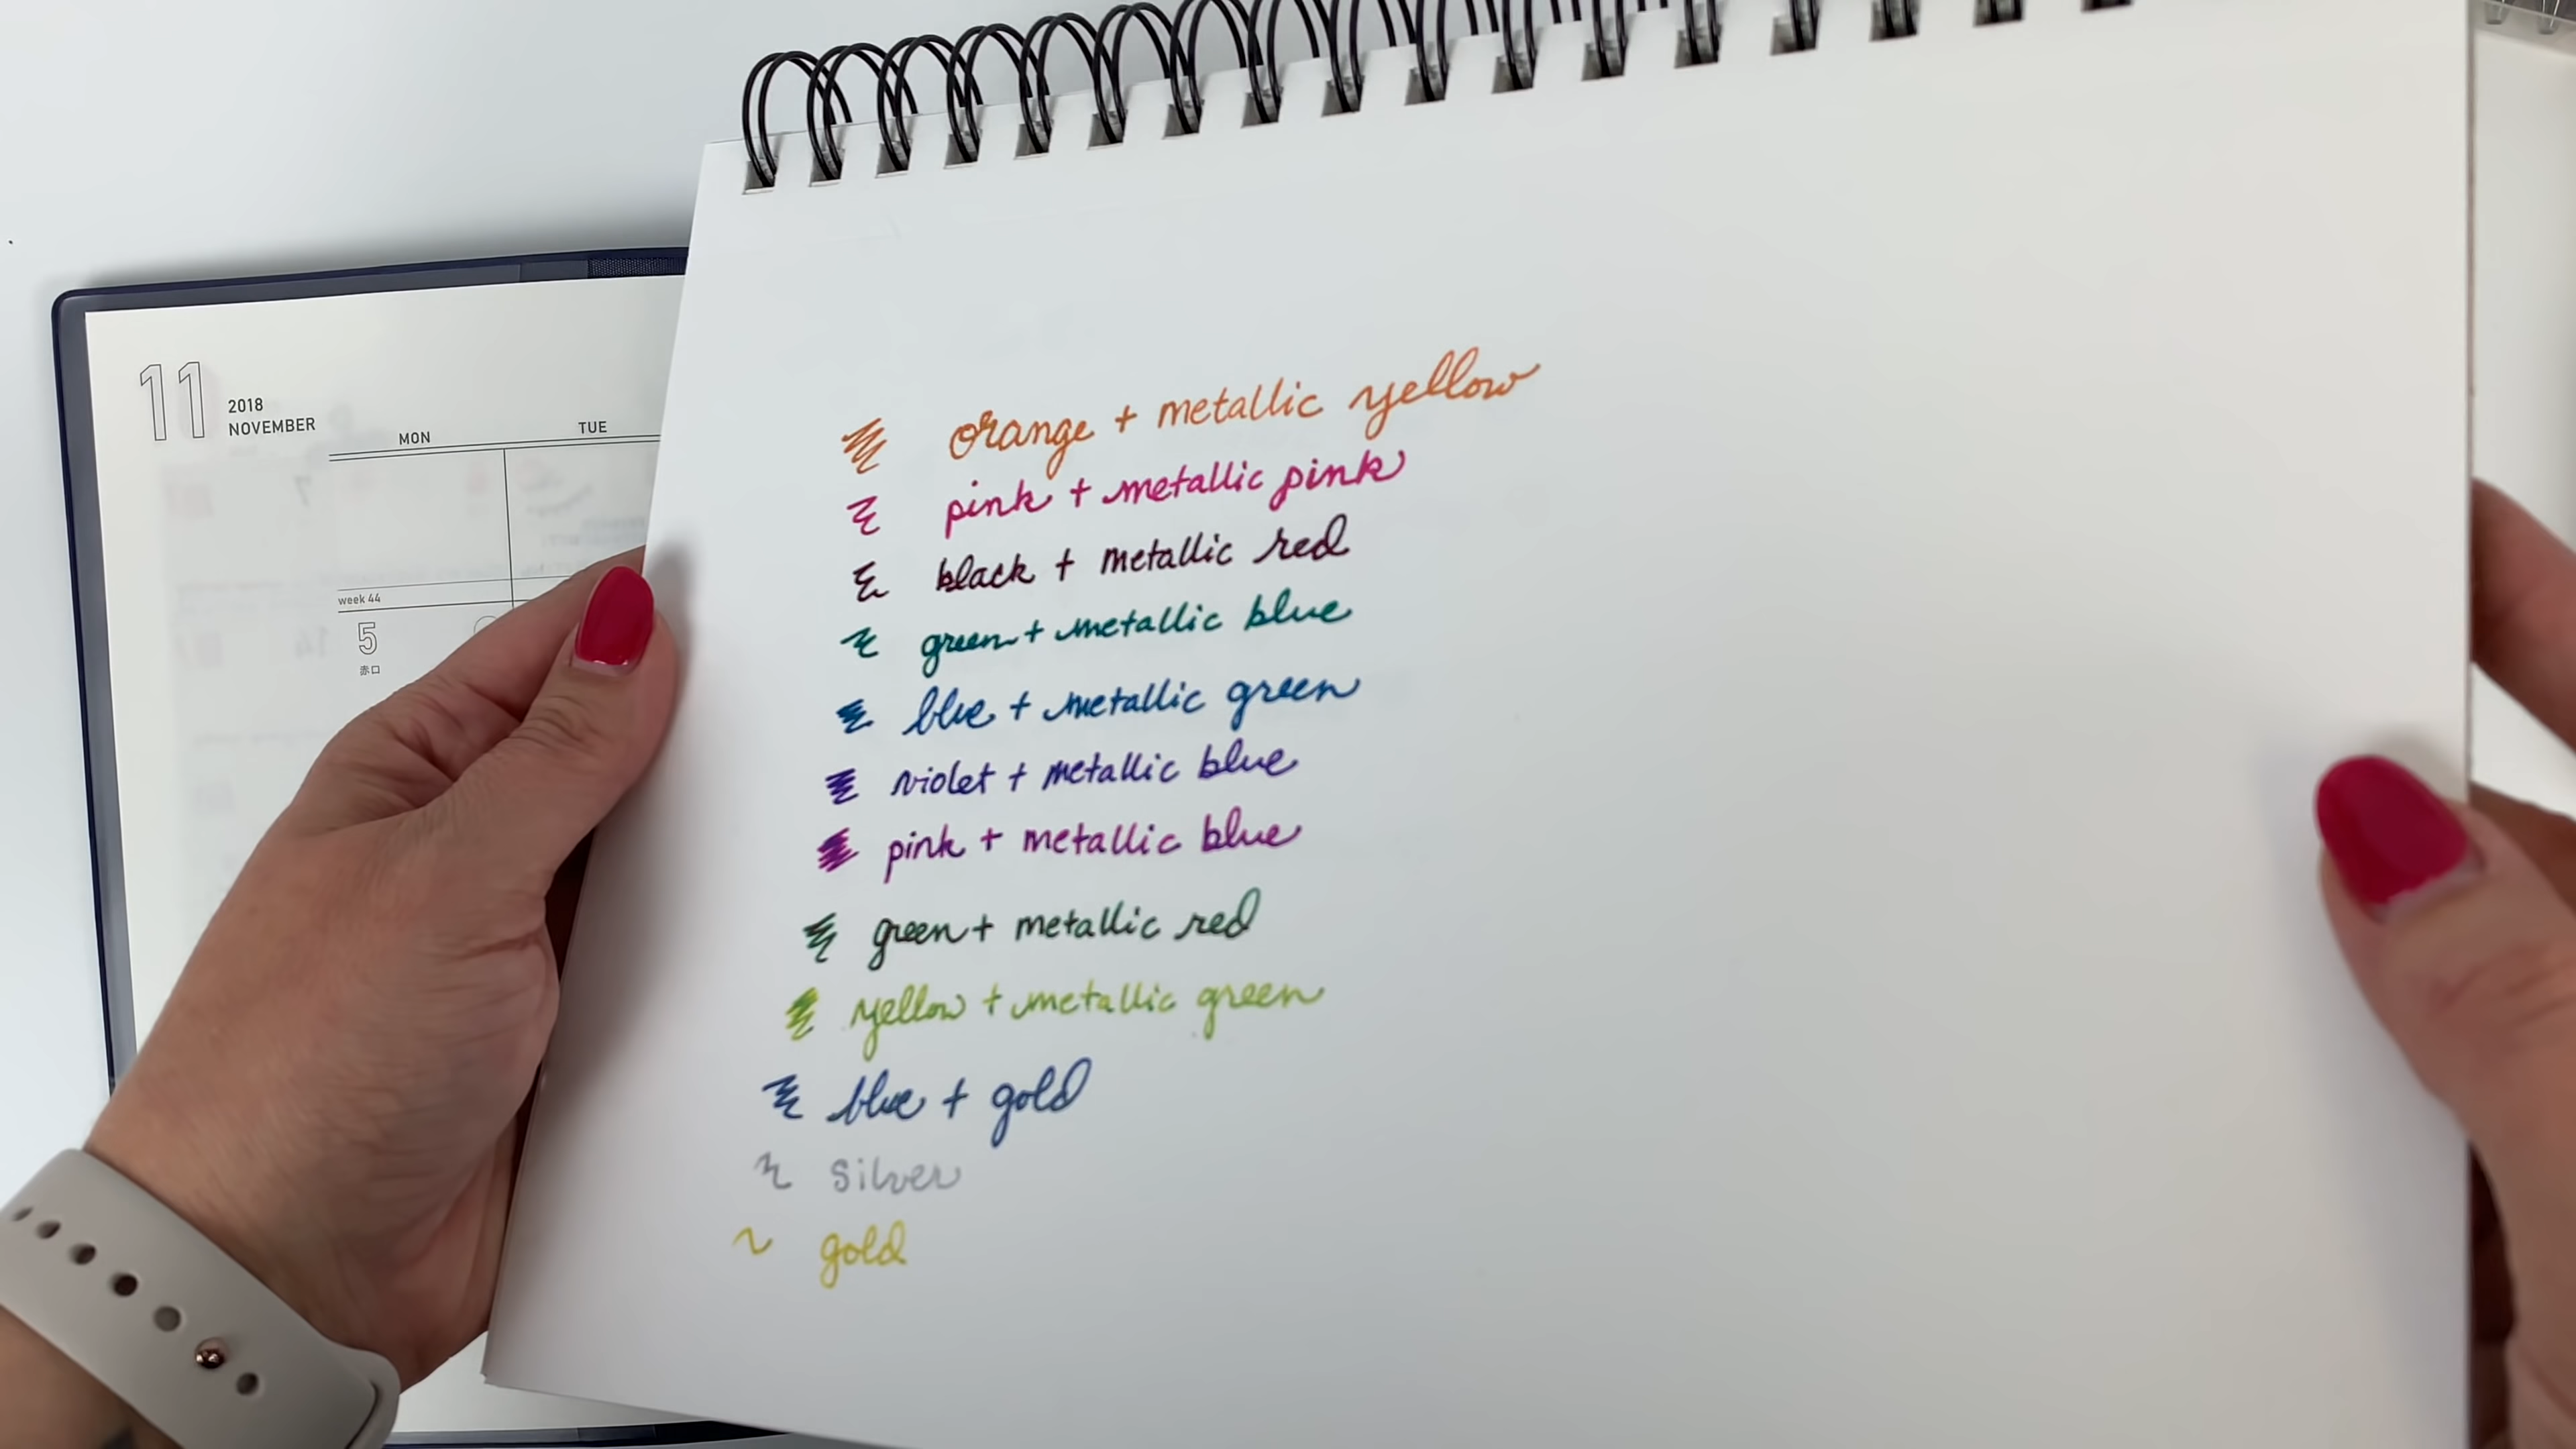 11
2018
NOVEMBER
MON TUE
week 44
5
赤口
orange + metallic yellow
pink + metallic pink
black + metallic red
green + metallic blue
blue + metallic green
violet + metallic blue
pink + metallic blue
green + metallic red
yellow + metallic green
blue + gold
silver
gold